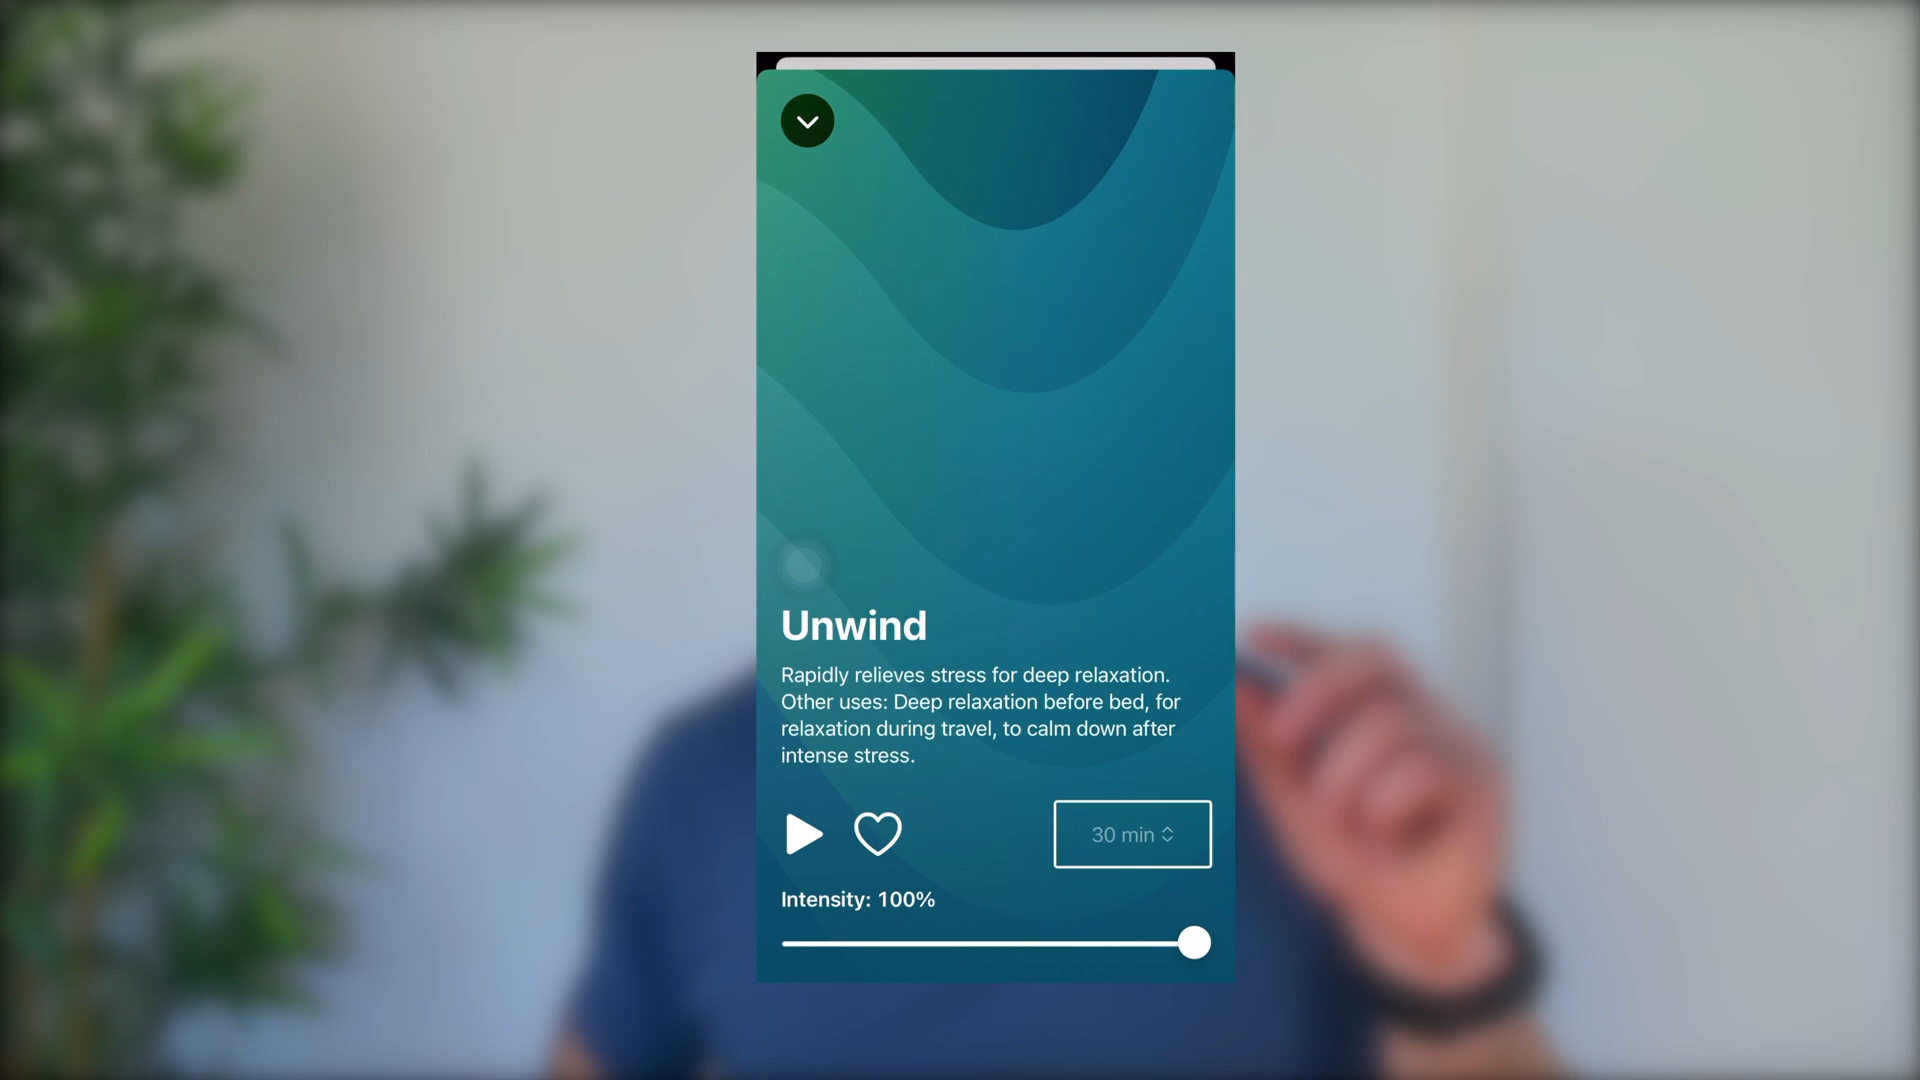 Unwind
Rapidly relieves stress for deep relaxation.
Other uses: Deep relaxation before bed, for
relaxation during travel, to calm down after
intense stress.
30 min
Intensity: 100%